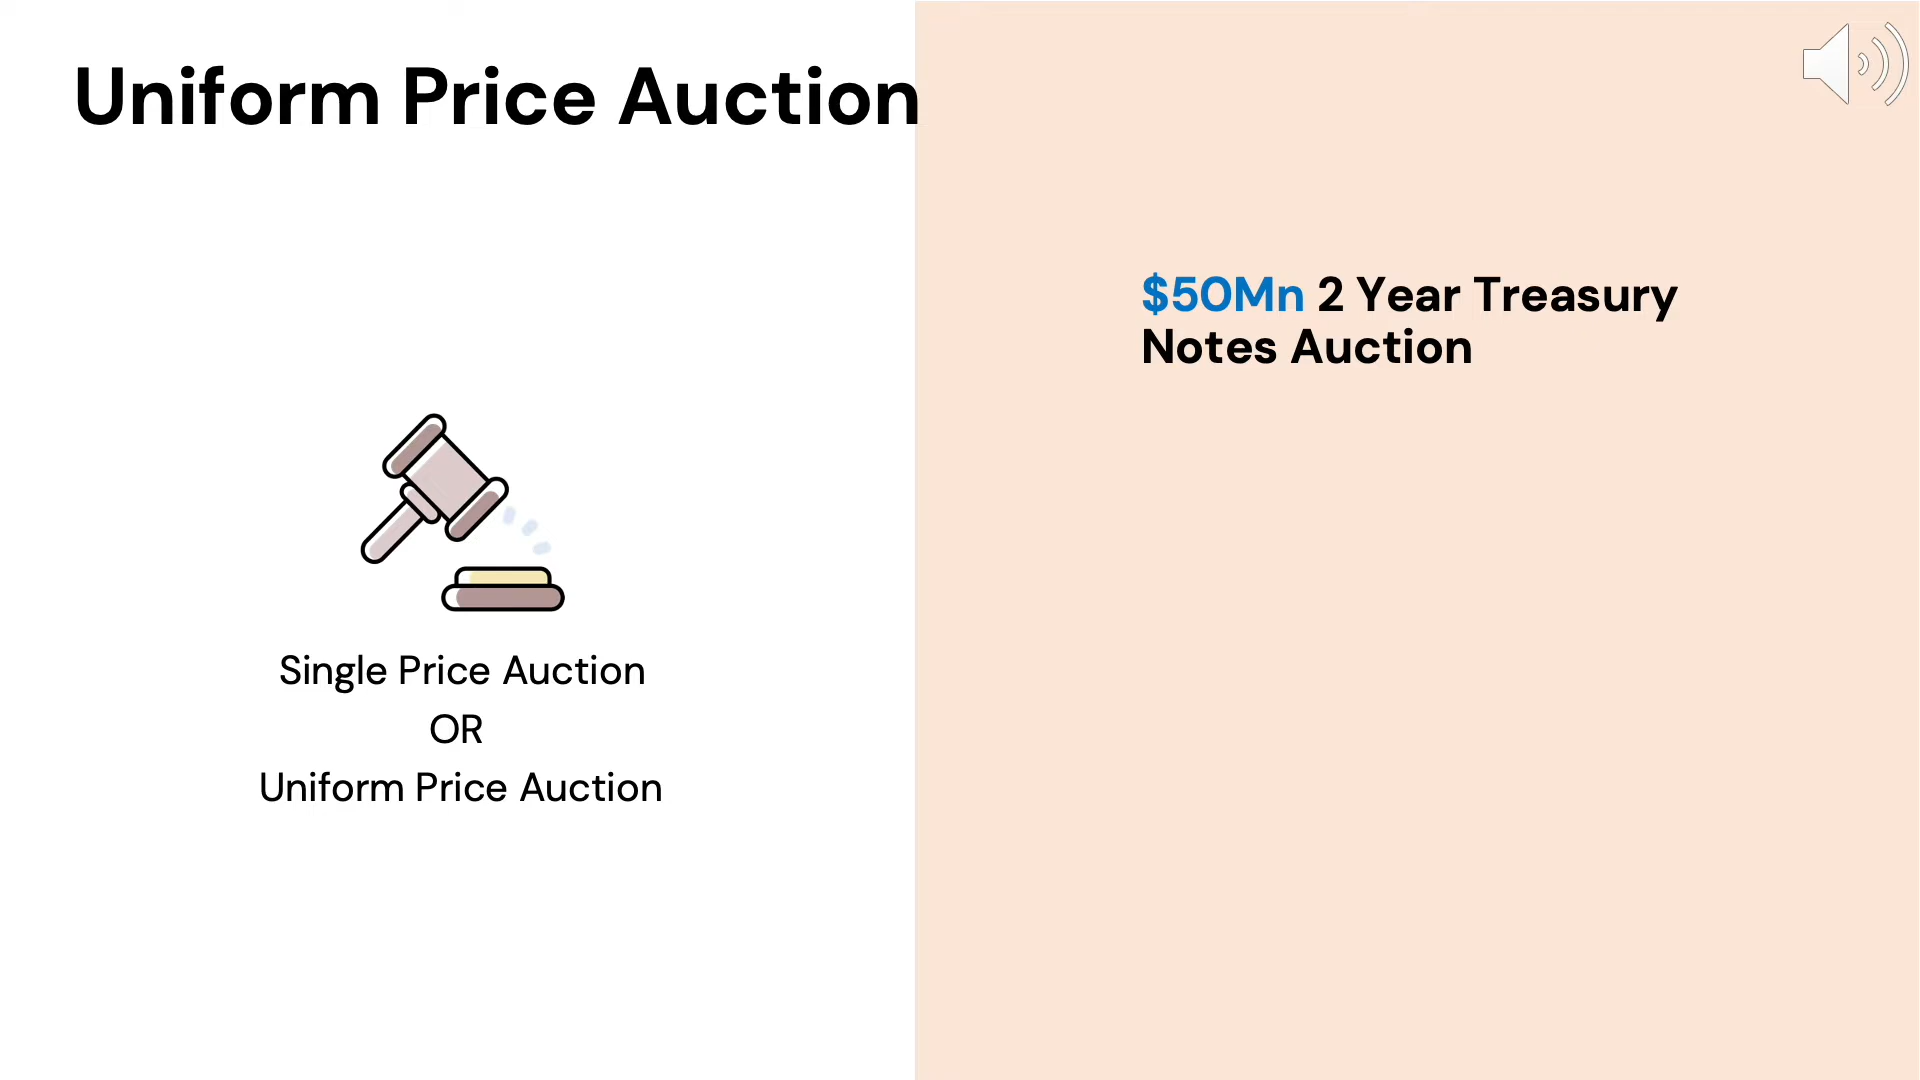 Uniform Price Auction
$50Mn 2 Year Treasury
Notes Auction
Single Price Auction
OR
Uniform Price Auction